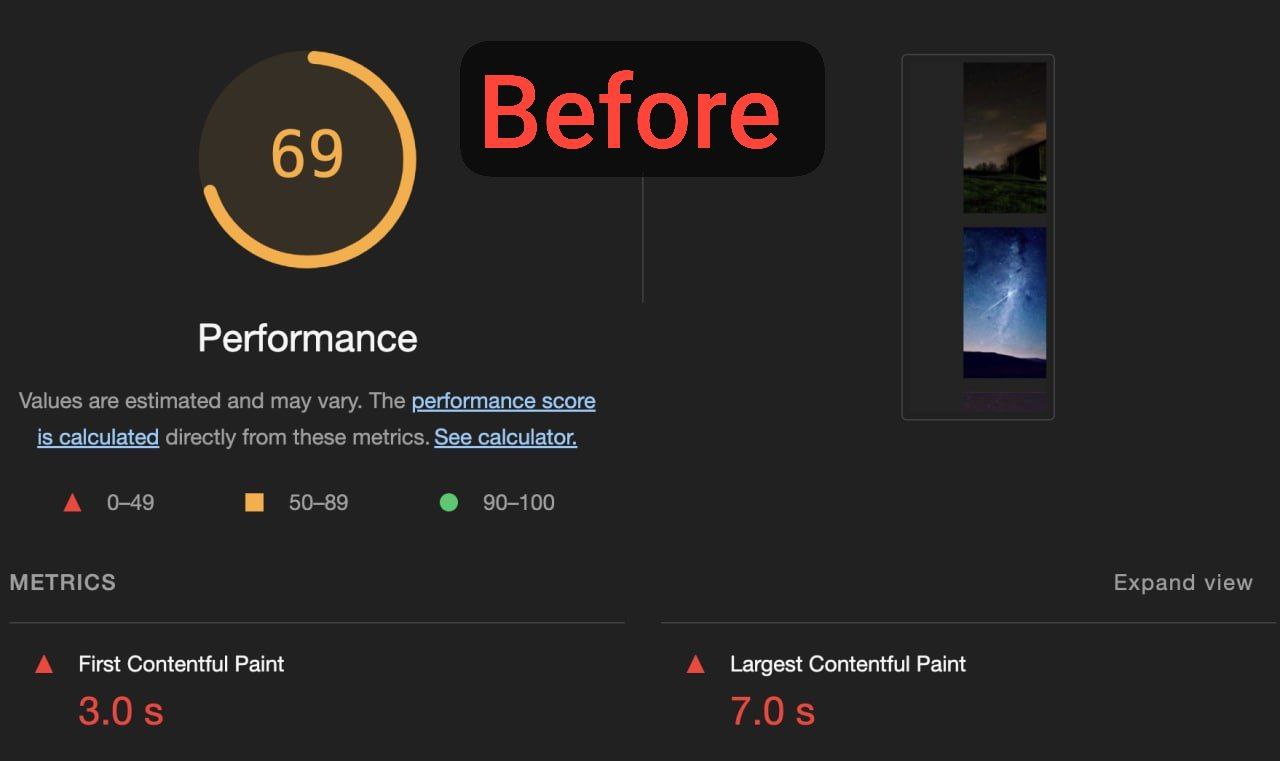 Before
69
Performance
Values are estimated and may vary. The performance score
is calculated directly from these metrics. See calculator.
0–49 50–89 90–100
METRICS Expand view
First Contentful Paint Largest Contentful Paint
3.0 s 7.0 s